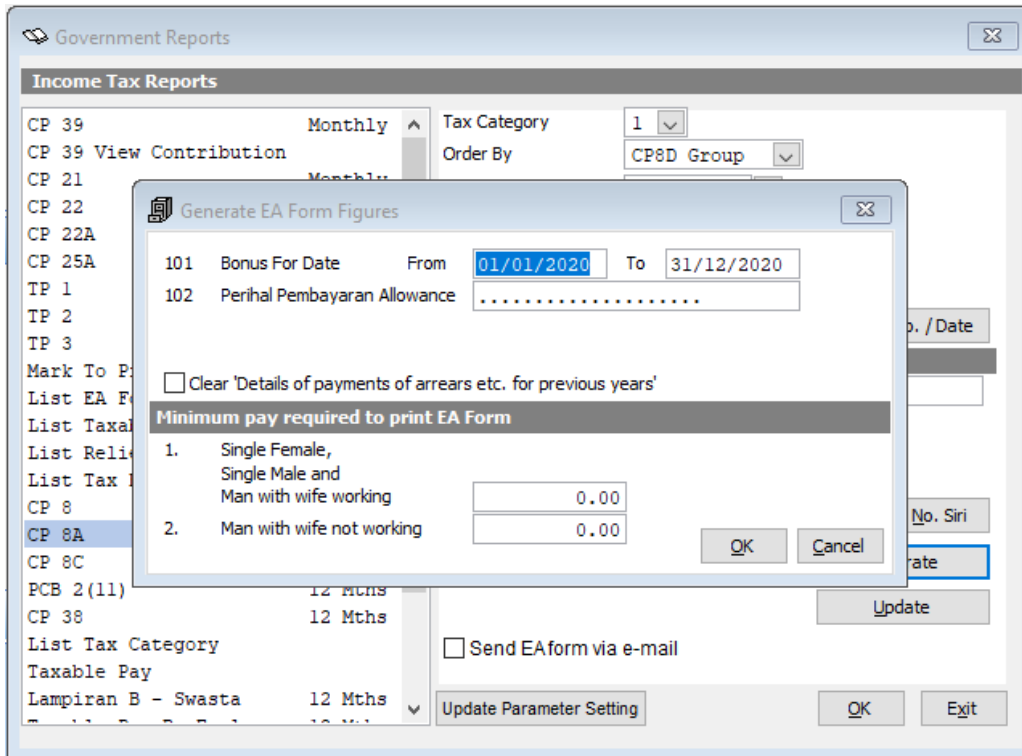 Government Reports
Income Tax Reports
CP 39 Monthly
CP 39 View Contribution
CP 21 Monthly
CP 22
CP 22A
CP 25A
TP 1
TP 2
TP 3
Mark To
List EA
List
List
List Tax
CP 8
CP 8A
CP 8C
PCB 2(11) 12 Mths
CP 38 12 Mths
List Tax Category
Taxable Pay
Lampiran B - Swasta 12 Mths
Tax Category 1
Order By CP8D Group
Generate EA Form Figures
101 Bonus For Date From 01/01/2020 To 31/12/2020
102 Perihal Pembayaran Allowance ....................
Clear 'Details of payments of arrears etc. for previous years'
Minimum pay required to print EA Form
1. Single Female,
Single Male and
Man with wife working 0.00
2. Man with wife not working 0.00
OK Cancel
/Date
No. Siri
Update
Send EA form via e-mail
Update Parameter Setting OK Exit